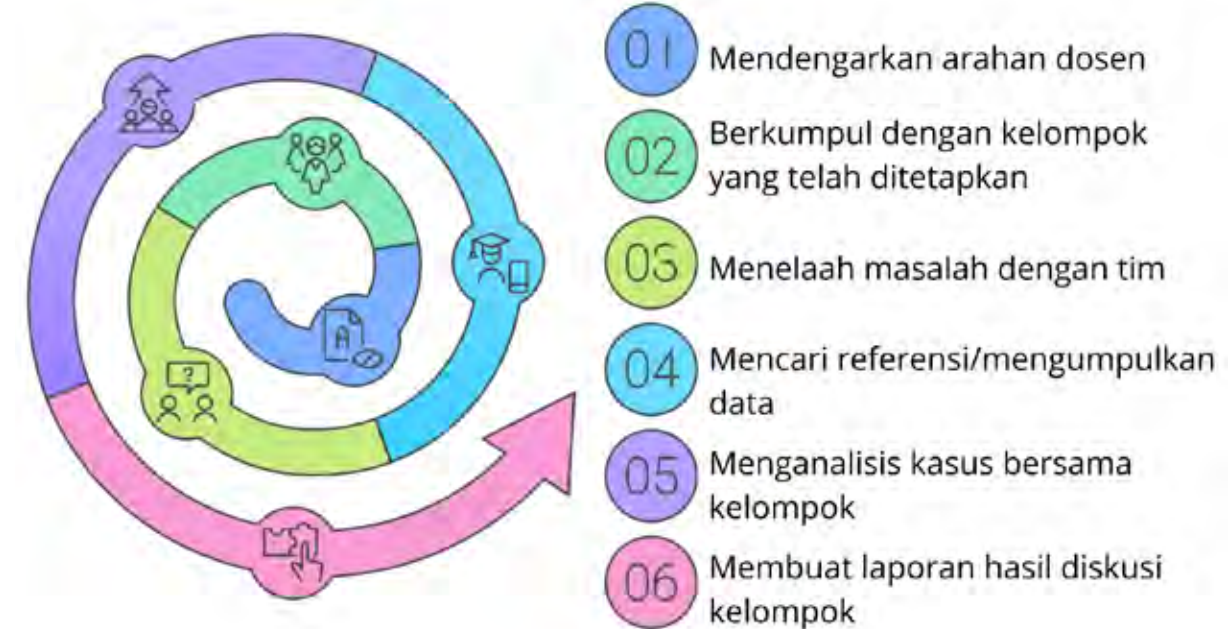 01
Mendengarkan arahan dosen
02
Berkumpul dengan kelompok
yang telah ditetapkan
03
Menelaah masalah dengan tim
04
Mencari referensi/mengumpulkan
data
05
Menganalisis kasus bersama
kelompok
06
Membuat laporan hasil diskusi
kelompok
?